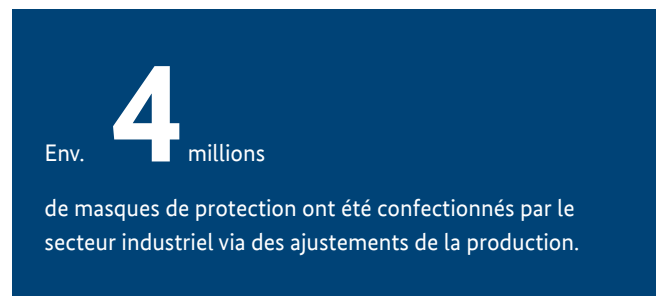 Env. 4 millions
de masques de protection ont été confectionnés par le
secteur industriel via des ajustements de la production.